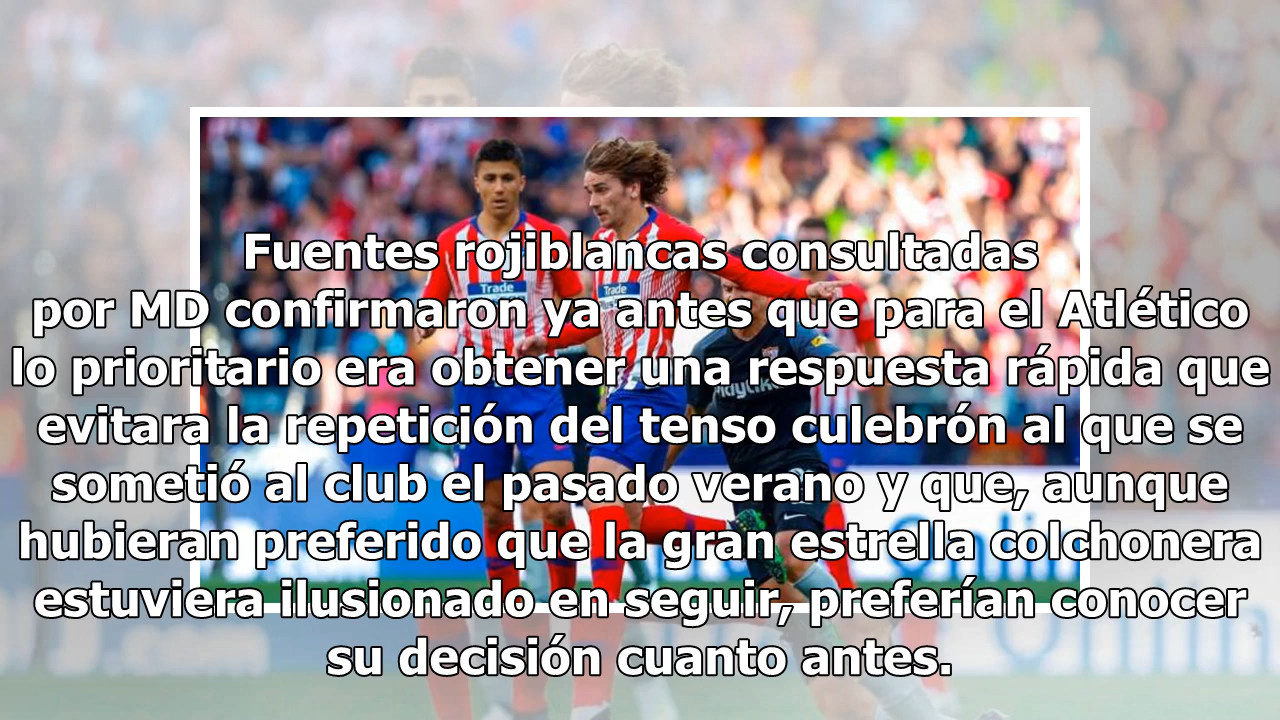 Fuentes rojiblancas consultadas
por MD confirmaron ya antes que para el Atlético
lo prioritario era obtener una respuesta rápida que
evitara la repetición del tenso culebrón al que se
sometió al club el pasado verano y que, aunque
hubieran preferido que la gran estrella colchonera
estuviera ilusionado en seguir, preferían conocer
su decisión cuanto antes.
Trade
Trade